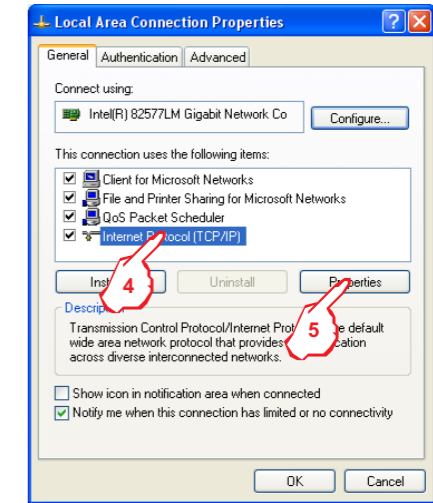 Local Area Connection Properties
General Authentication Advanced
Connect using:
Intel(R) 82577LM Gigabit Network Co Configure...
This connection uses the following items:
Client for Microsoft Networks
File and Printer Sharing for Microsoft Networks
QoS Packet Scheduler
Internet (TCP/IP)
4
Uninstall
5
Transmission Control Protocol/Internet default
wide area network protocol that provides
across diverse interconnected networks.
Show icon in notification area when connected
Notify me when this connection has limited or no connectivity
OK Cancel